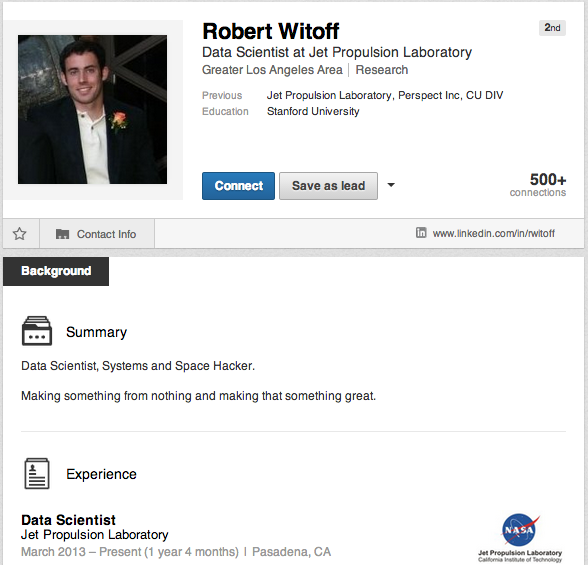 Robert Witoff
2nd
Data Scientist at Jet Propulsion Laboratory
Greater Los Angeles Area | Research
Previous Jet Propulsion Laboratory, Perspect Inc, CU DIV
Education Stanford University
Connect
Save as lead
500+
connections
Contact Info
in www.linkedin.com/in/rwitoff
Background
Summary
Data Scientist, Systems and Space Hacker.
Making something from nothing and making that something great.
Experience
Data Scientist
Jet Propulsion Laboratory
March 2013 – Present (1 year 4 months) | Pasadena, CA
NASA
Jet Propulsion Laboratory
California Institute of Technology